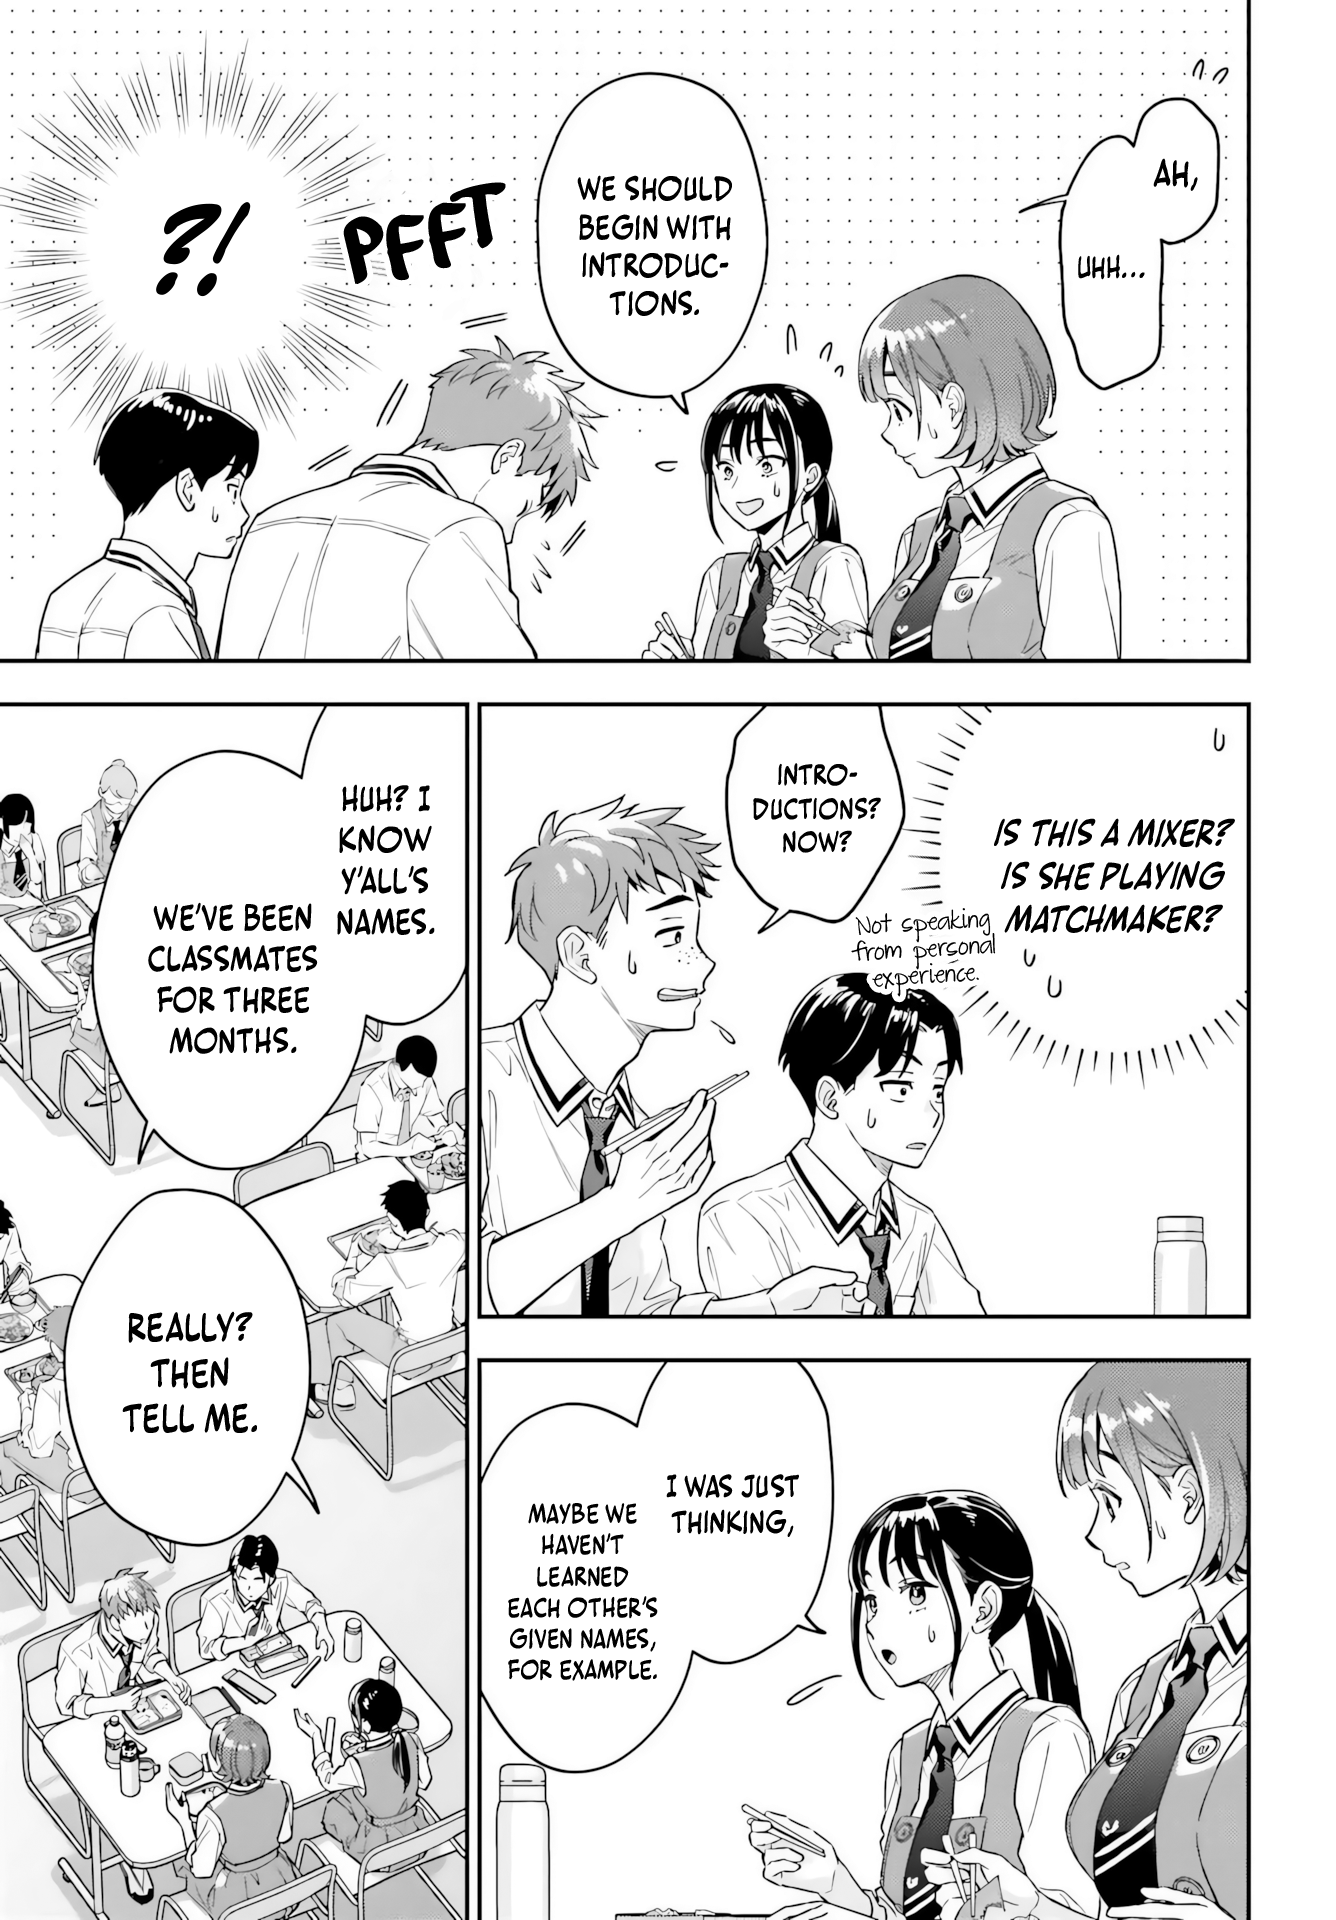 AH,
UHH...
WE SHOULD
BEGIN WITH
INTRODUC-
TIONS.
PFFT
?!
IS THIS A MIXER?
IS SHE PLAYING
MATCHMAKER?
Not speaking
from personal
experience.
INTRO-
DUCTIONS?
NOW?
I WAS JUST
THINKING,
MAYBE WE
HAVEN'T
LEARNED
EACH OTHER'S
GIVEN NAMES,
FOR EXAMPLE.
HUH? I
KNOW
Y'ALL'S
NAMES.
WE'VE BEEN
CLASSMATES
FOR THREE
MONTHS.
REALLY?
THEN
TELL ME.